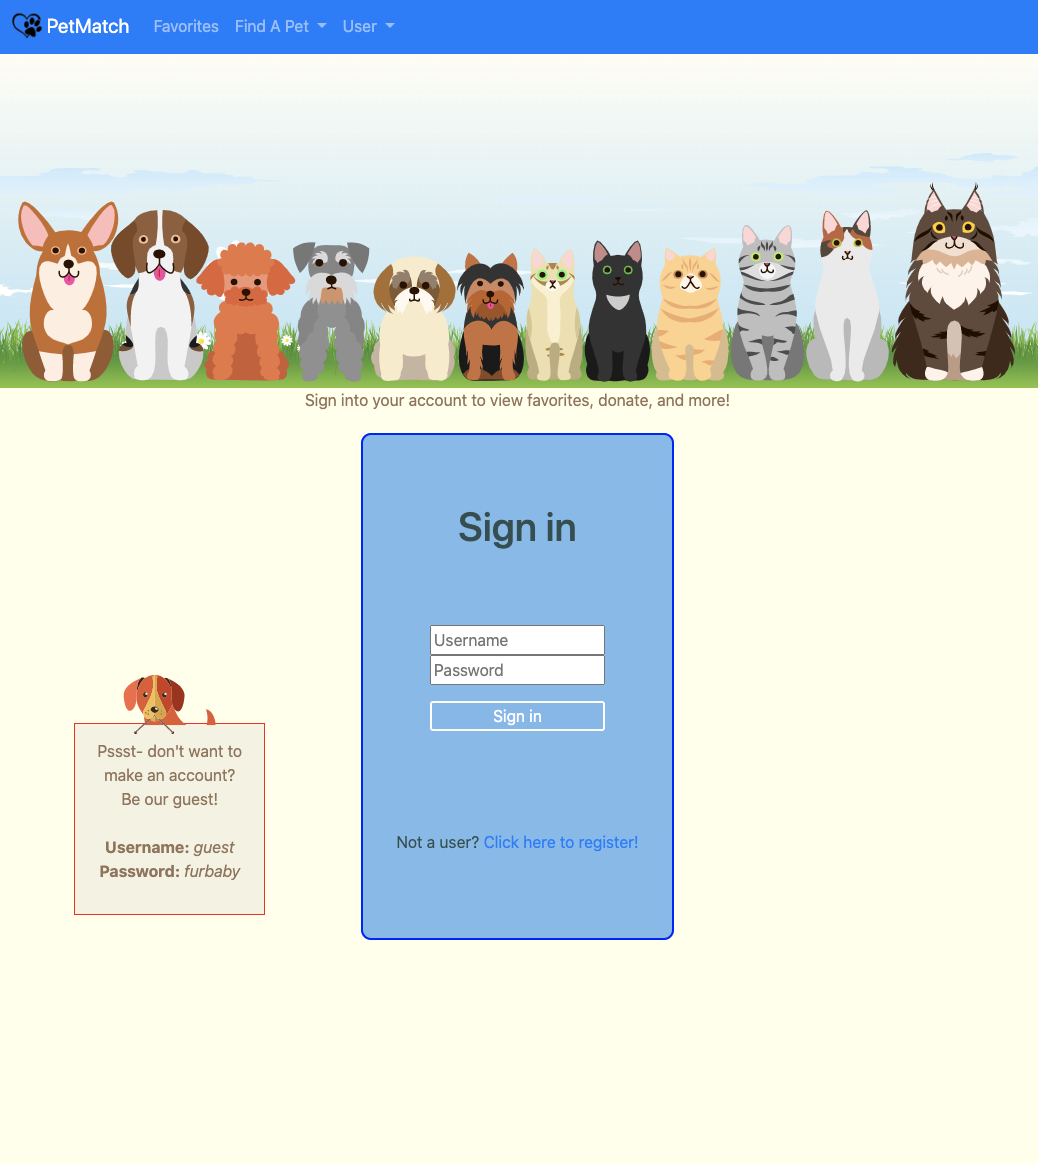 PetMatch Favorites Find A Pet User
Sign into your account to view favorites, donate, and more!
Sign in
Username
Password
Sign in
Not a user? Click here to register!
Pssst- don't want to
make an account?
Be our guest!
Username: guest
Password: furbaby